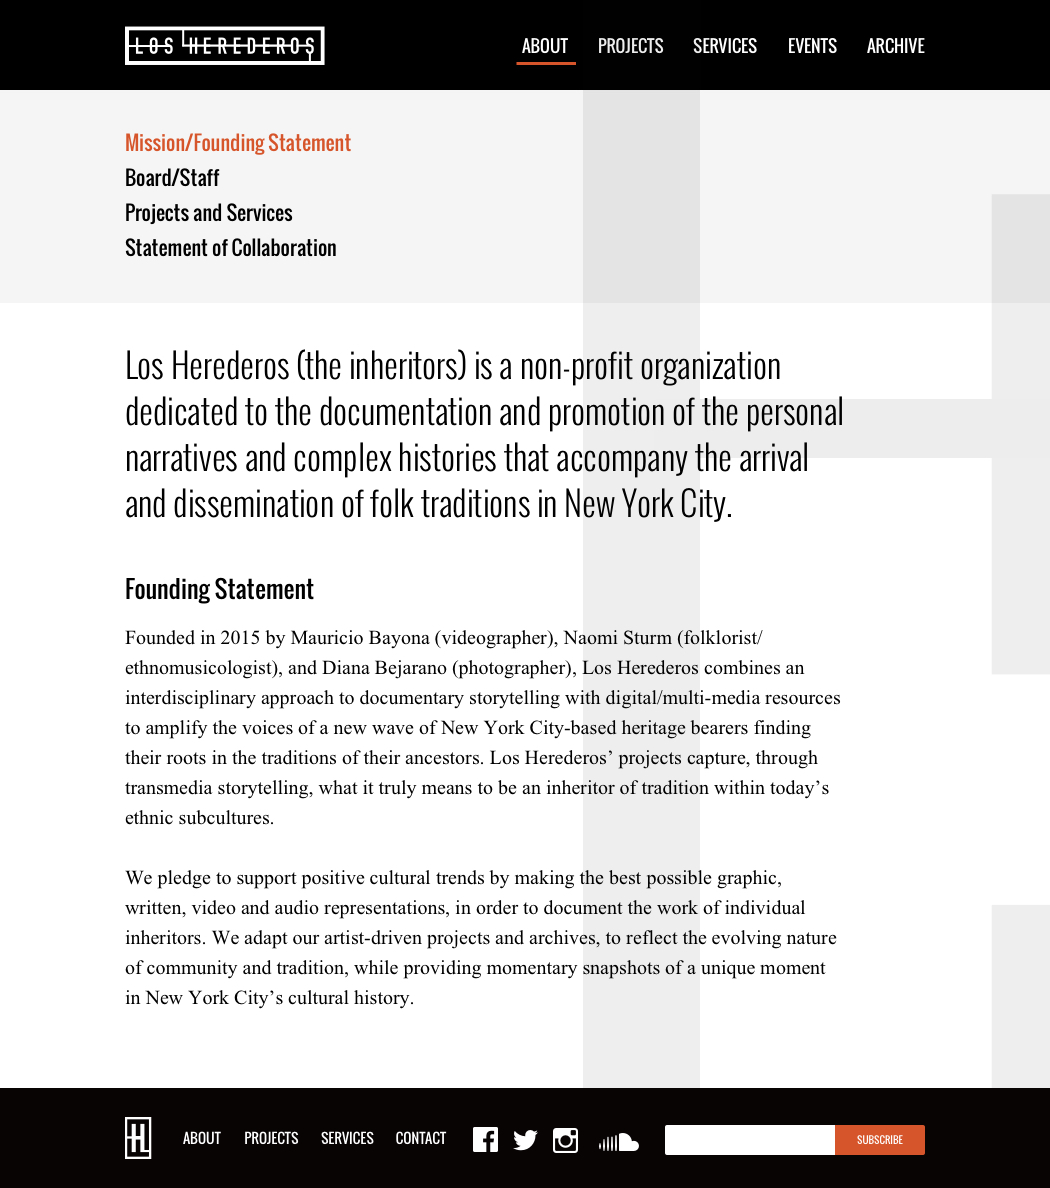 LOS HEREDEROS
ABOUT PROJECTS SERVICES EVENTS ARCHIVE
Mission/Founding Statement
Board/Staff
Projects and Services
Statement of Collaboration
Los Herederos (the inheritors) is a non-profit organization
dedicated to the documentation and promotion of the personal
narratives and complex histories that accompany the arrival
and dissemination of folk traditions in New York City.
Founding Statement
Founded in 2015 by Mauricio Bayona (videographer), Naomi Sturm (folklorist/
ethnomusicologist), and Diana Bejarano (photographer), Los Herederos combines an
interdisciplinary approach to documentary storytelling with digital/multi-media resources
to amplify the voices of a new wave of New York City-based heritage bearers finding
their roots in the traditions of their ancestors. Los Herederos’ projects capture, through
transmedia storytelling, what it truly means to be an inheritor of tradition within today’s
ethnic subcultures.
We pledge to support positive cultural trends by making the best possible graphic,
written, video and audio representations, in order to document the work of individual
inheritors. We adapt our artist-driven projects and archives, to reflect the evolving nature
of community and tradition, while providing momentary snapshots of a unique moment
in New York City’s cultural history.
ABOUT PROJECTS SERVICES CONTACT SUBSCRIBE